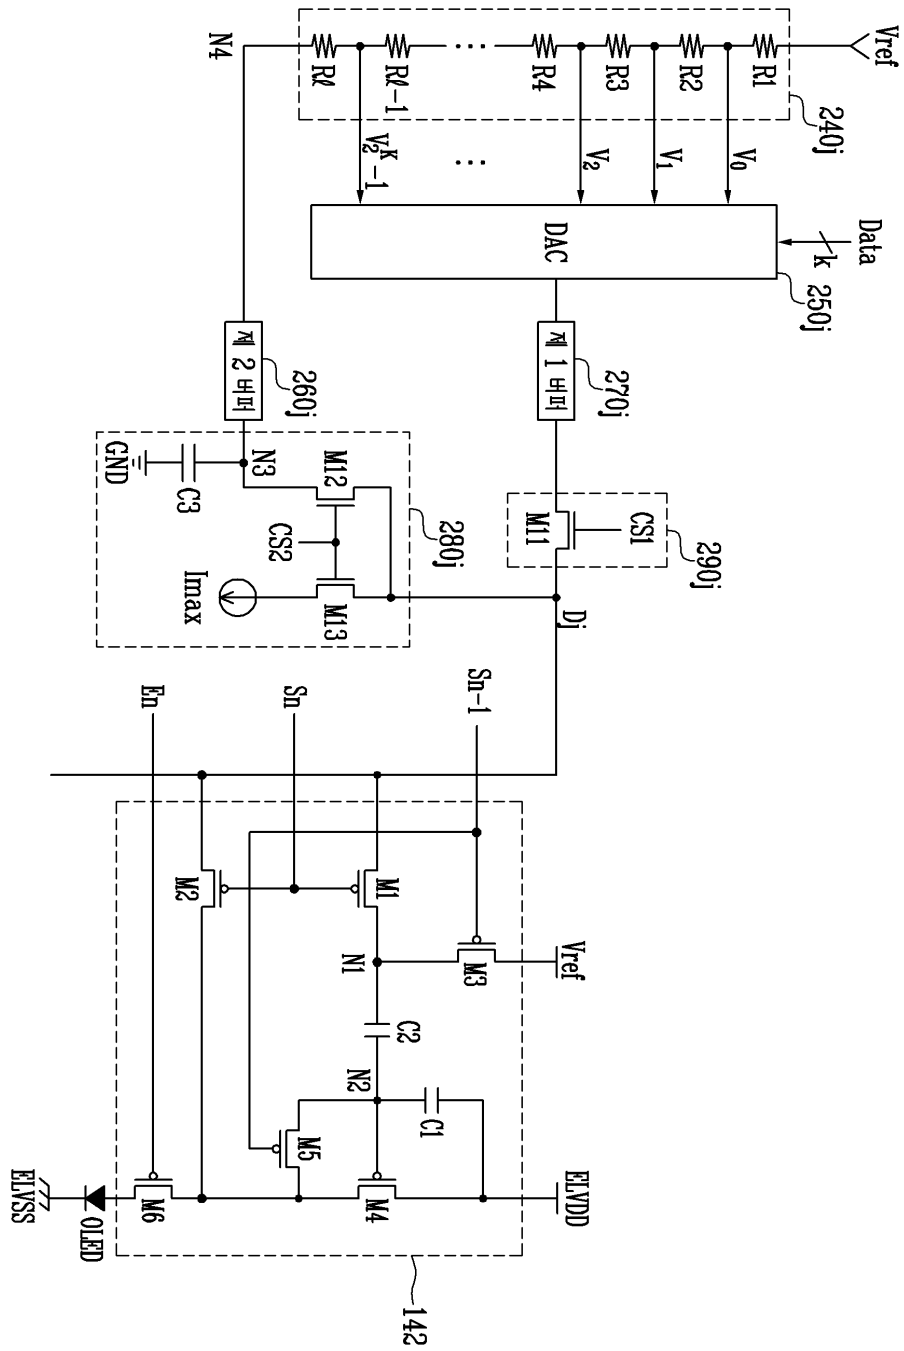 Vref
R1
R2
R3
R4
Rℓ-1
Rℓ
N4
240j
V0
V1
V2
V2^K-1
Data
k
DAC
250j
제 1 버퍼
270j
제 2 버퍼
260j
CS1
M11
290j
N3
C3
GND
M12
CS2
M13
Imax
280j
Dj
Sn-1
Sn
En
M1
M2
M3
Vref
N1
C2
N2
C1
M5
M4
M6
ELVDD
OLED
ELVSS
142